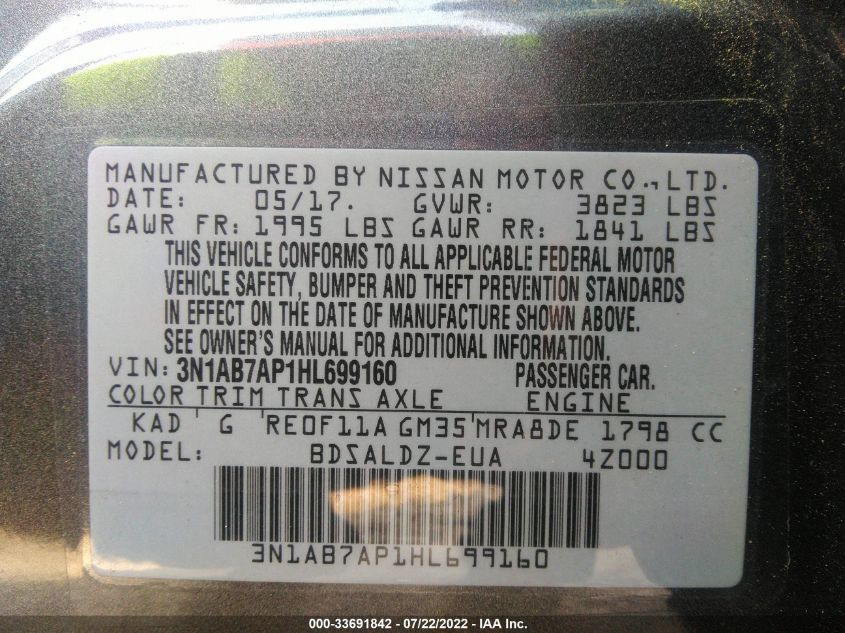 MANUFACTURED BY NISSAN MOTOR CO., LTD.
DATE: 05/17. GVWR: 3823 LBS
GAWR FR: 1995 LBS GAWR RR: 1841 LBS
THIS VEHICLE CONFORMS TO ALL APPLICABLE FEDERAL MOTOR
VEHICLE SAFETY, BUMPER AND THEFT PREVENTION STANDARDS
IN EFFECT ON THE DATE OF MANUFACTURE SHOWN ABOVE.
SEE OWNER'S MANUAL FOR ADDITIONAL INFORMATION.
VIN: 3N1AB7AP1HL699160 PASSENGER CAR.
COLOR TRIM TRANS AXLE ENGINE
KAD G RE0F11A GM35 MRA8DE 1798 CC
MODEL: BDSALDZ-EUA 4Z000
3N1AB7AP1HL699160
000-33691842 - 07/22/2022 - IAA Inc.